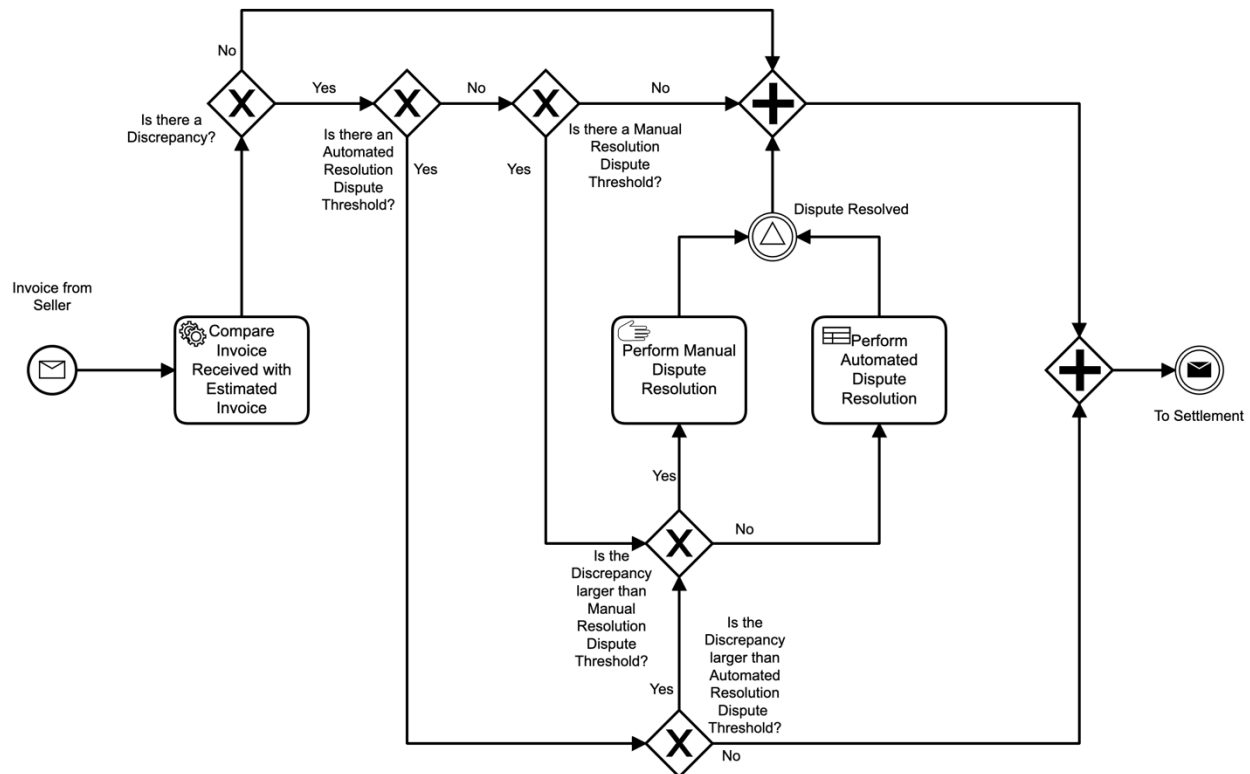 No
Yes
No
No
Is there a
Discrepancy?
Is there an
Automated
Resolution
Dispute
Threshold?
Yes
Yes
Is there a Manual
Resolution
Dispute
Threshold?
Dispute Resolved
Invoice from
Seller
Compare
Invoice
Received with
Estimated
Invoice
Perform Manual
Dispute
Resolution
Perform
Automated
Dispute
Resolution
To Settlement
Yes
No
Is the
Discrepancy
larger than
Manual
Resolution
Dispute
Threshold?
Is the
Discrepancy
larger than
Automated
Resolution
Dispute
Threshold?
Yes
No